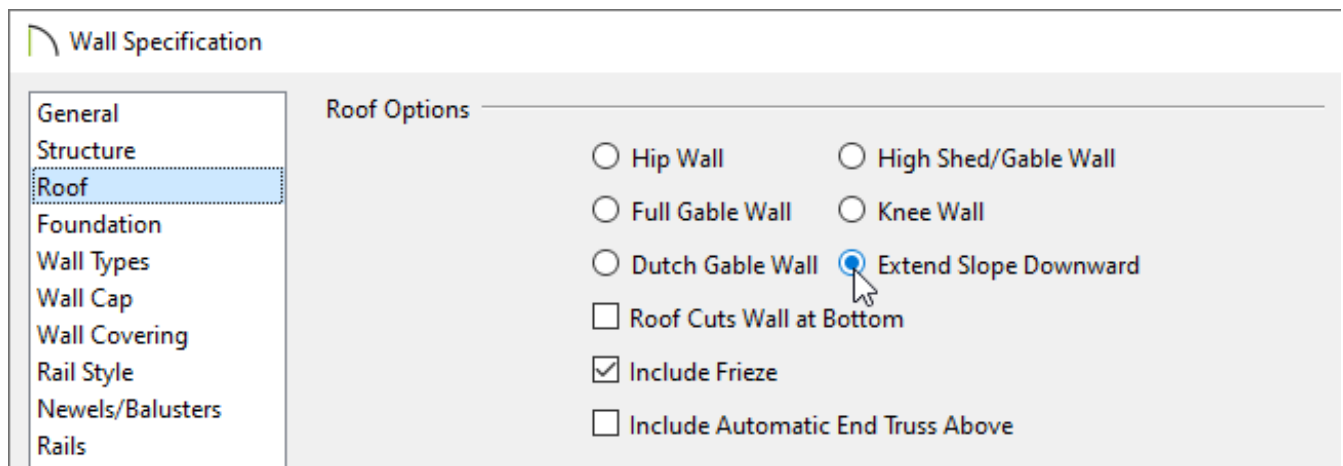 Wall Specification
General
Structure
Roof
Foundation
Wall Types
Wall Cap
Wall Covering
Rail Style
Newels/Balusters
Rails
Roof Options
Hip Wall
High Shed/Gable Wall
Full Gable Wall
Knee Wall
Dutch Gable Wall
Extend Slope Downward
Roof Cuts Wall at Bottom
Include Frieze
Include Automatic End Truss Above